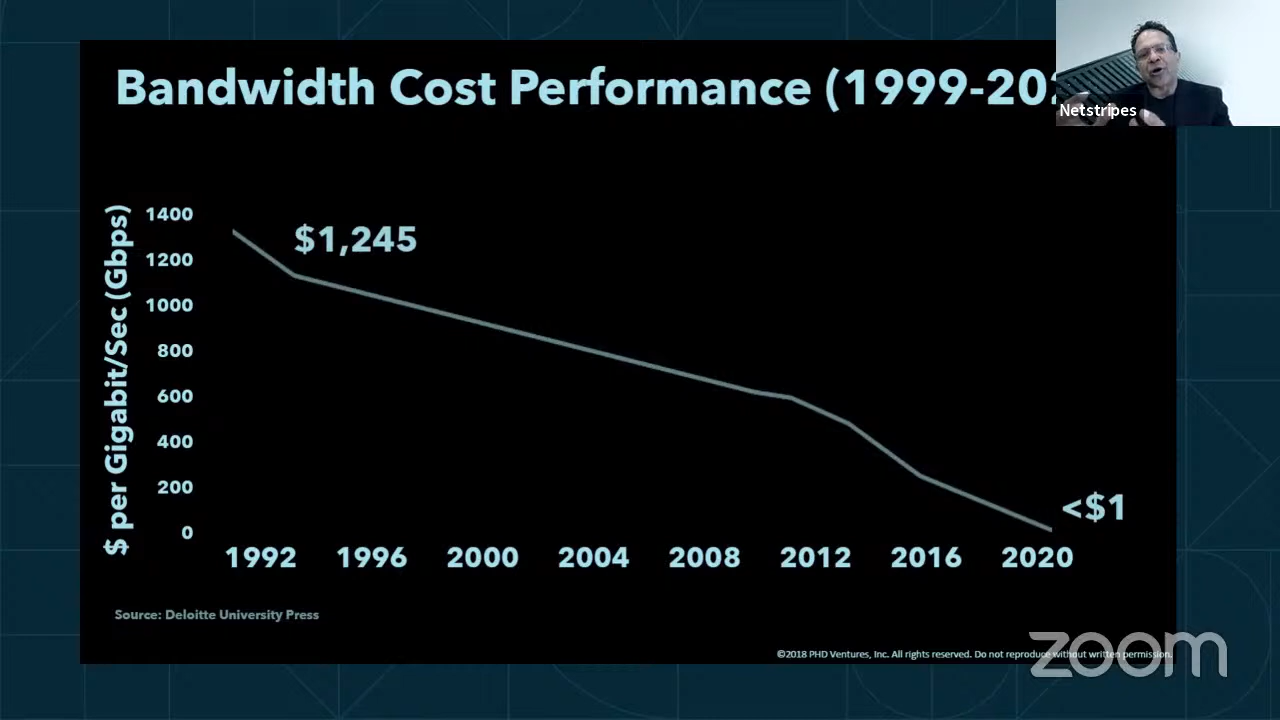 Bandwidth Cost Performance (1999-202
Netstripes
$ per Gigabit/Sec (Gbps)
1400
1200
1000
800
600
400
200
0
$1,245
<$1
1992 1996 2000 2004 2008 2012 2016 2020
Source: Deloitte University Press
©2018 PHD Ventures, Inc. All rights reserved. Do not reproduce without written permission.
zoom